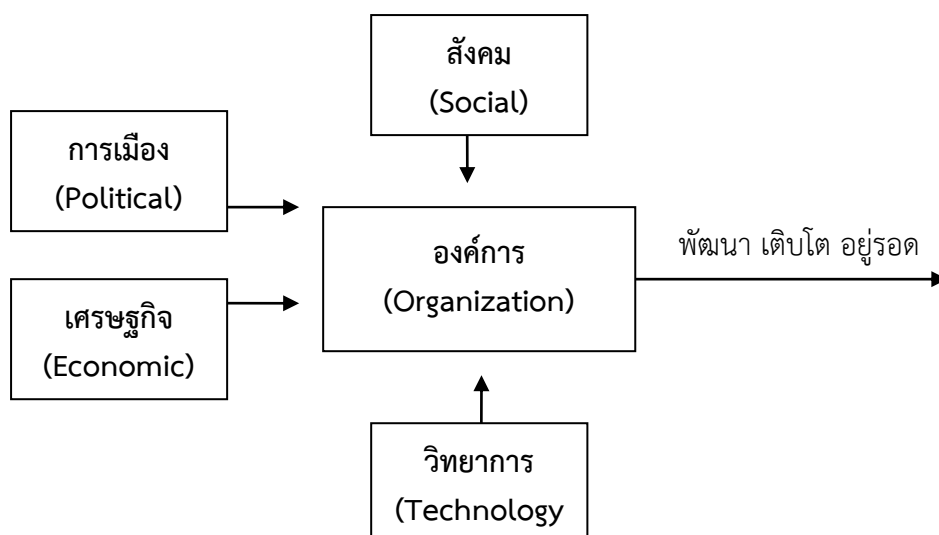 สังคม
(Social)
การเมือง
(Political)
องค์การ
(Organization)
พัฒนา เติบโต อยู่รอด
เศรษฐกิจ
(Economic)
วิทยาการ
(Technology